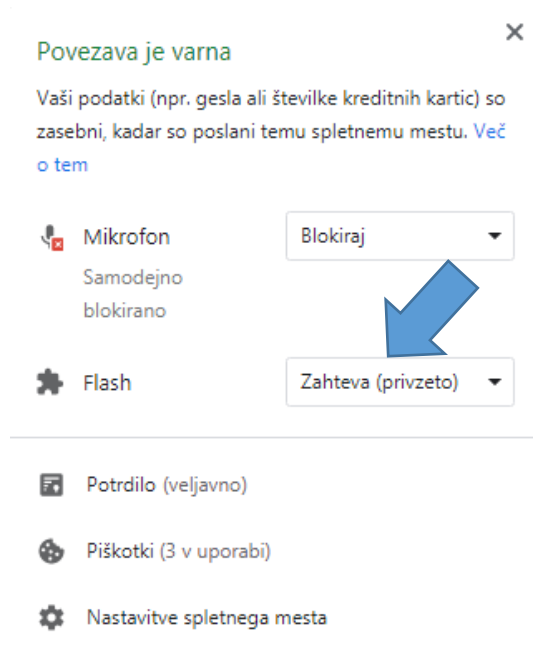 Povezava je varna
Vaši podatki (npr. gesla ali številke kreditnih kartic) so
zasebni, kadar so poslani temu spletnemu mestu. Več
o tem
Mikrofon
Blokiraj
Samodejno
blokirano
Flash
Zahteva (privzeto)
Potrdilo (veljavno)
Piškotki (3 v uporabi)
Nastavitve spletnega mesta